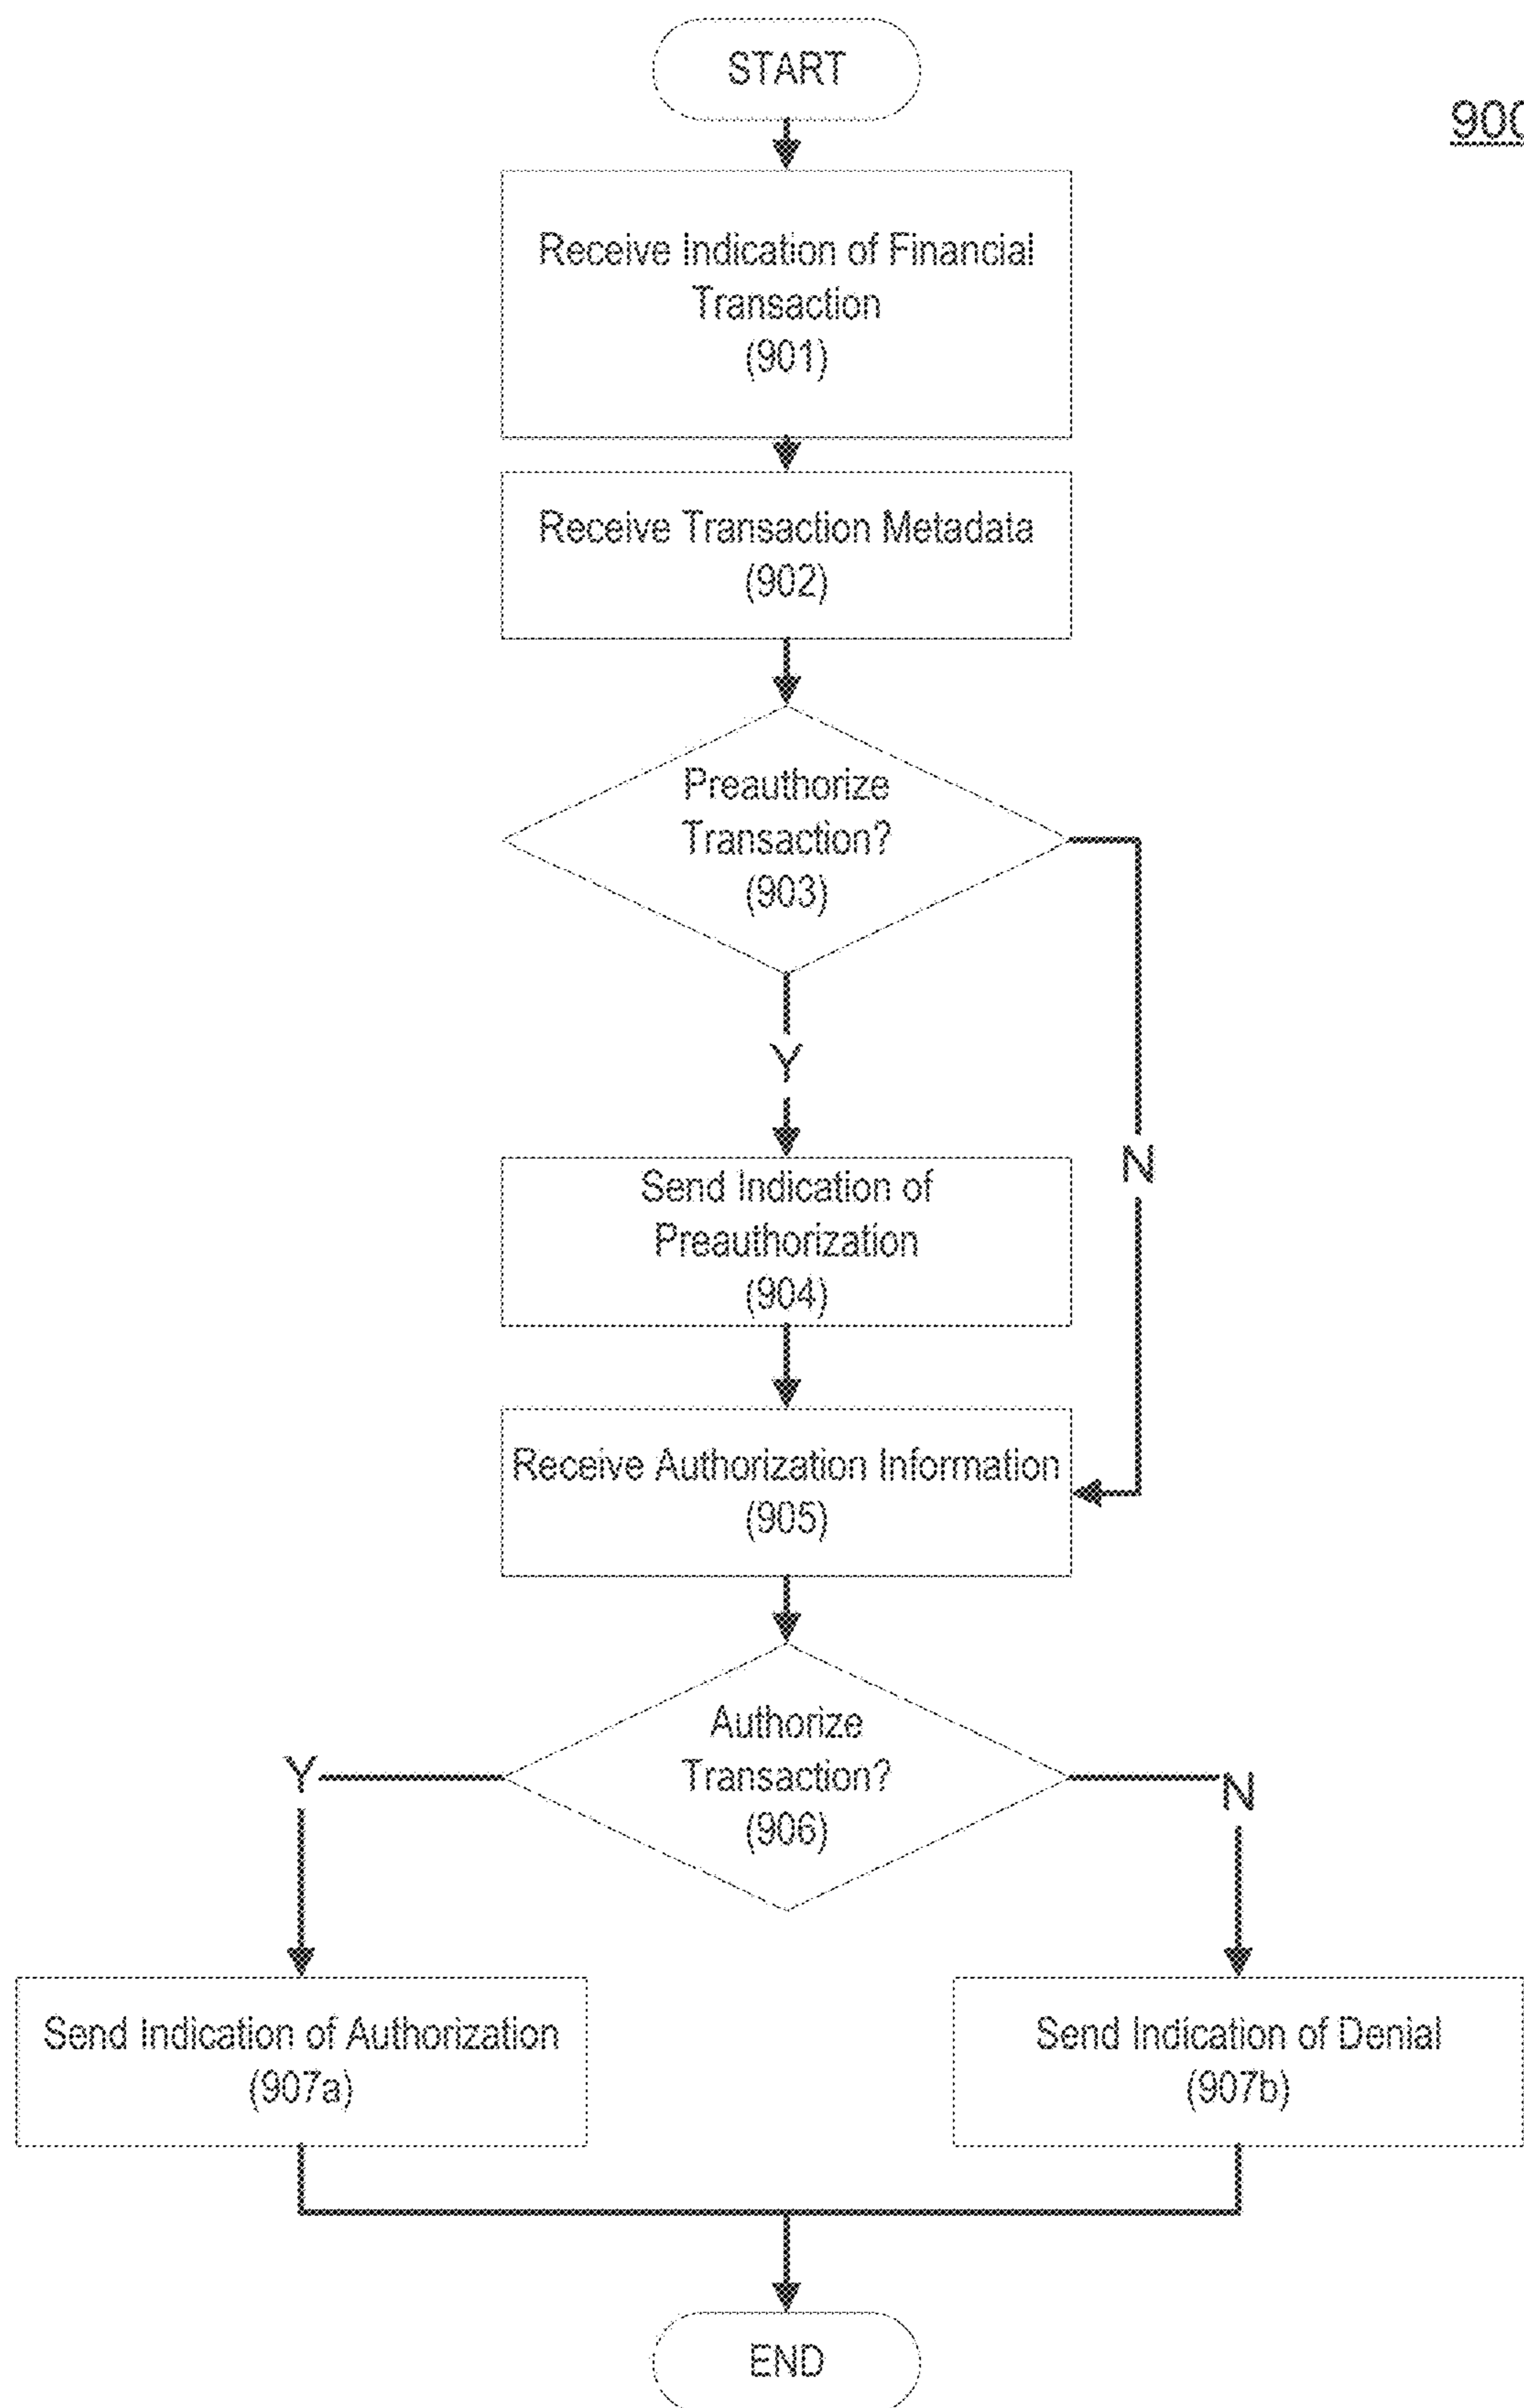 START
900
Receive Indication of Financial
Transaction
(901)
Receive Transaction Metadata
(902)
Preauthorize
Transaction?
(903)
Y
N
Send Indication of
Preauthorization
(904)
Receive Authorization Information
(905)
Authorize
Transaction?
(906)
Y
N
Send Indication of Authorization
(907a)
Send Indication of Denial
(907b)
END